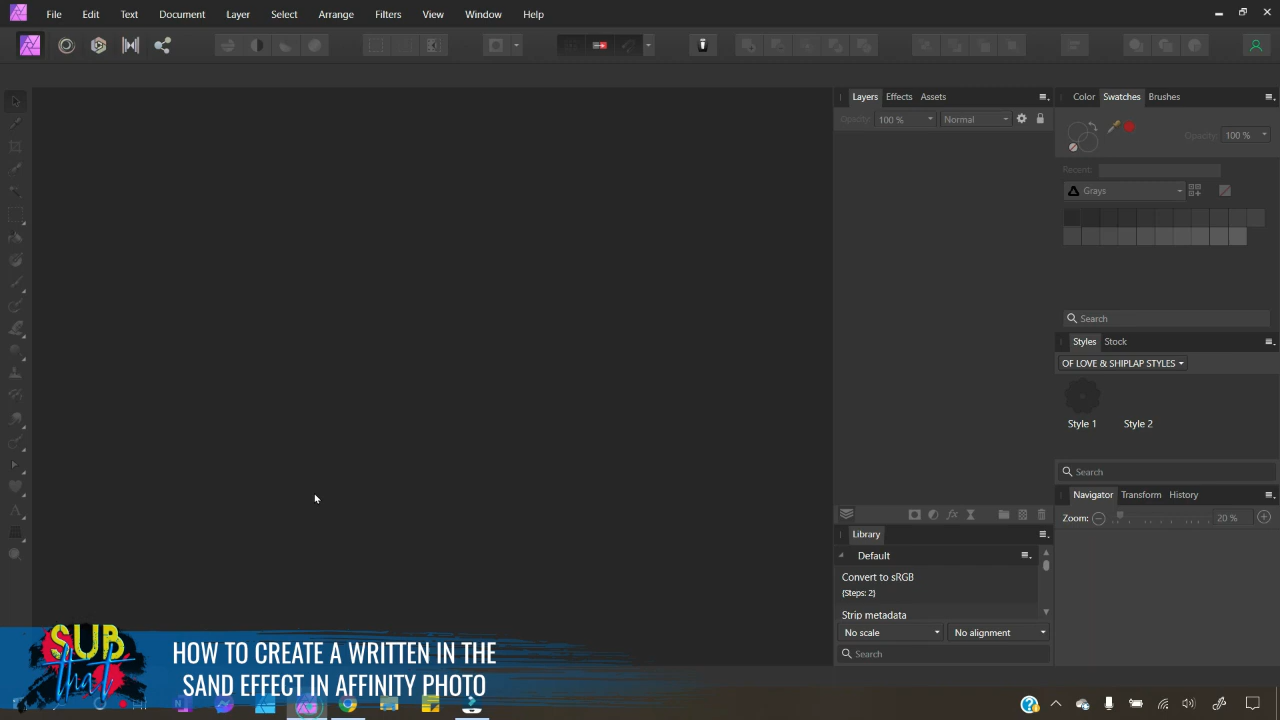 File Edit Text Document Layer Select Arrange Filters View Window Help
Layers Effects Assets
Opacity: 100 % Normal
Color Swatches Brushes
Opacity: 100 %
Recent:
Grays
Search
Styles Stock
OF LOVE & SHIPLAP STYLES
Style 1 Style 2
Search
Navigator Transform History
Zoom: 20 %
Library
Default
Convert to sRGB
(Steps: 2)
Strip metadata
No scale No alignment
Search
SUB
that
HOW TO CREATE A WRITTEN IN THE
SAND EFFECT IN AFFINITY PHOTO